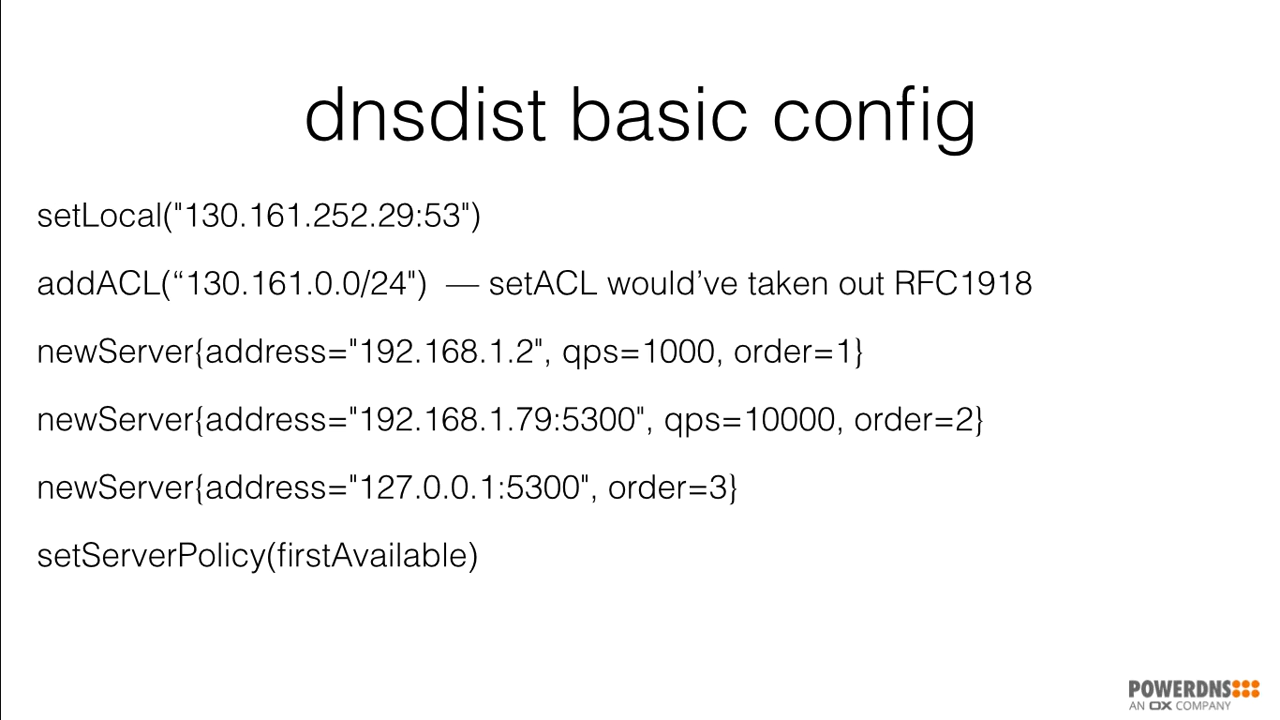 dnsdist basic config
setLocal("130.161.252.29:53")
addACL(“130.161.0.0/24")  — setACL would’ve taken out RFC1918
newServer{address="192.168.1.2", qps=1000, order=1}
newServer{address="192.168.1.79:5300", qps=10000, order=2}
newServer{address="127.0.0.1:5300", order=3}
setServerPolicy(firstAvailable)
POWERDNS
AN OX COMPANY